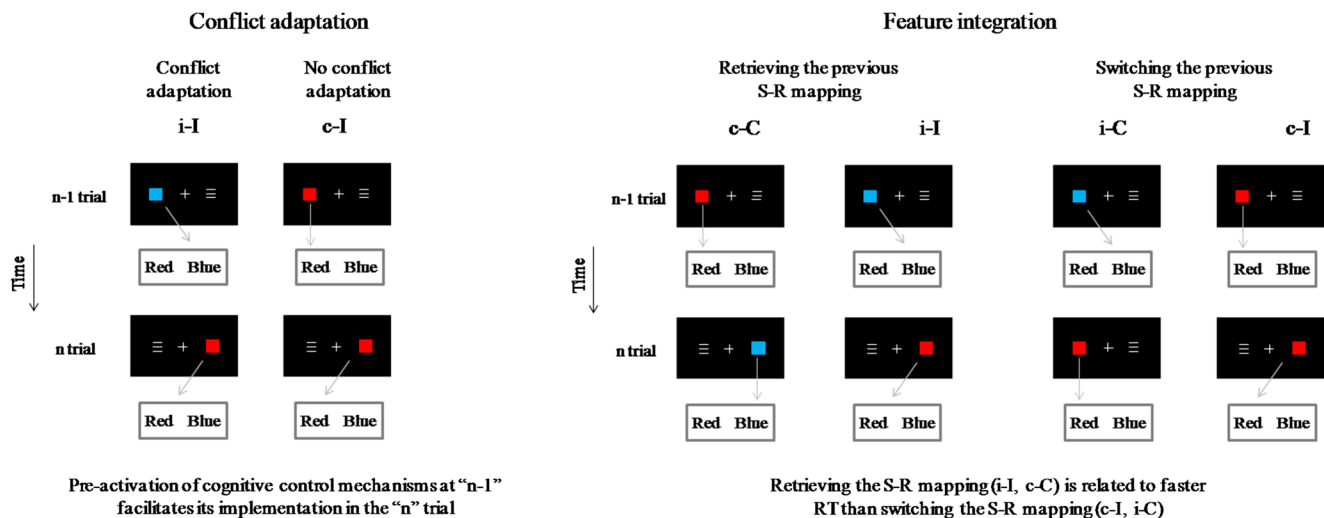 Conflict adaptation
Conflict
adaptation
No conflict
adaptation
i-I
c-I
n-1 trial
Red Blue
Red Blue
Time
n trial
Red Blue
Red Blue
Pre-activation of cognitive control mechanisms at “n-1”
facilitates its implementation in the “n” trial
Feature integration
Retrieving the previous
S-R mapping
Switching the previous
S-R mapping
c-C
i-I
i-C
c-I
n-1 trial
Red Blue
Red Blue
Red Blue
Red Blue
Time
n trial
Red Blue
Red Blue
Red Blue
Red Blue
Retrieving the S-R mapping (i-I, c-C) is related to faster
RT than switching the S-R mapping (c-I, i-C)